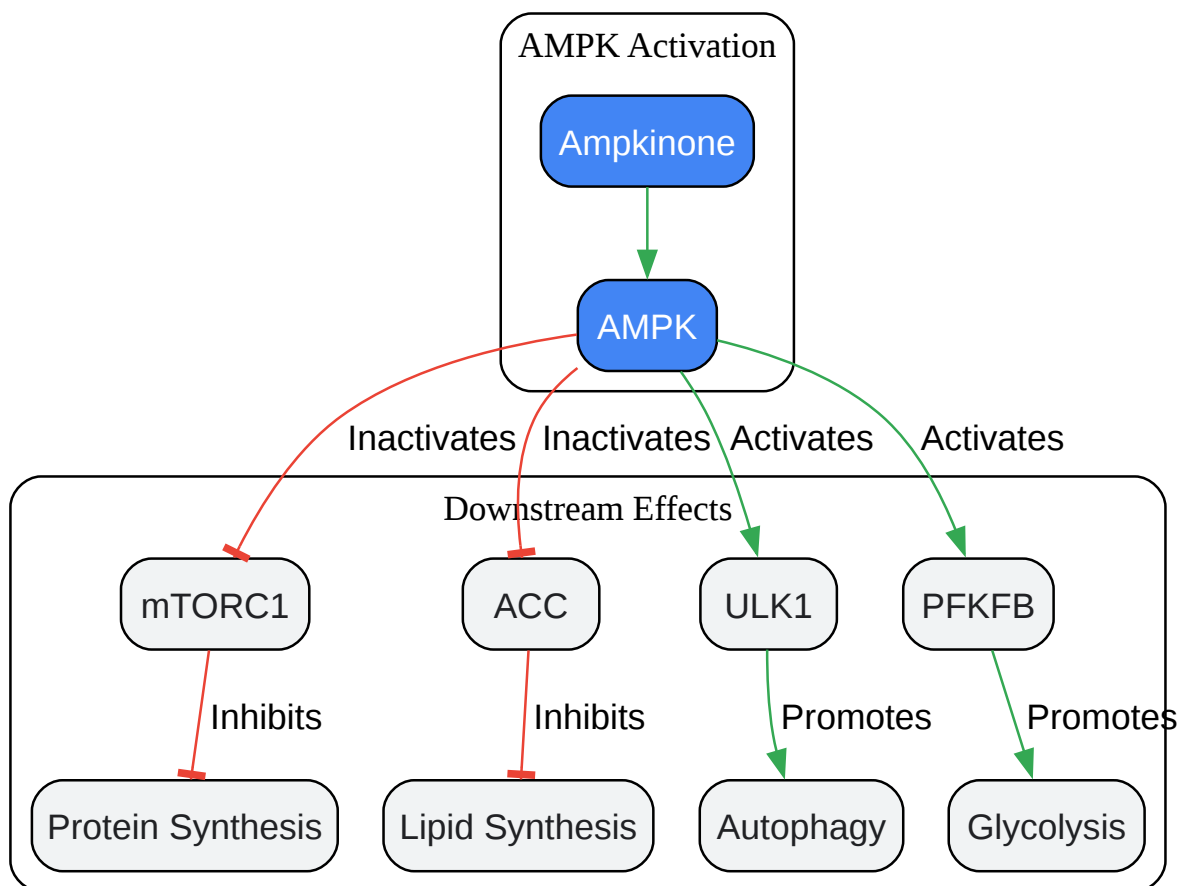 AMPK Activation
Ampkinone
AMPK
Inactivates
Inactivates
Activates
Activates
Downstream Effects
mTORC1
ACC
ULK1
PFKFB
Inhibits
Inhibits
Promotes
Promotes
Protein Synthesis
Lipid Synthesis
Autophagy
Glycolysis